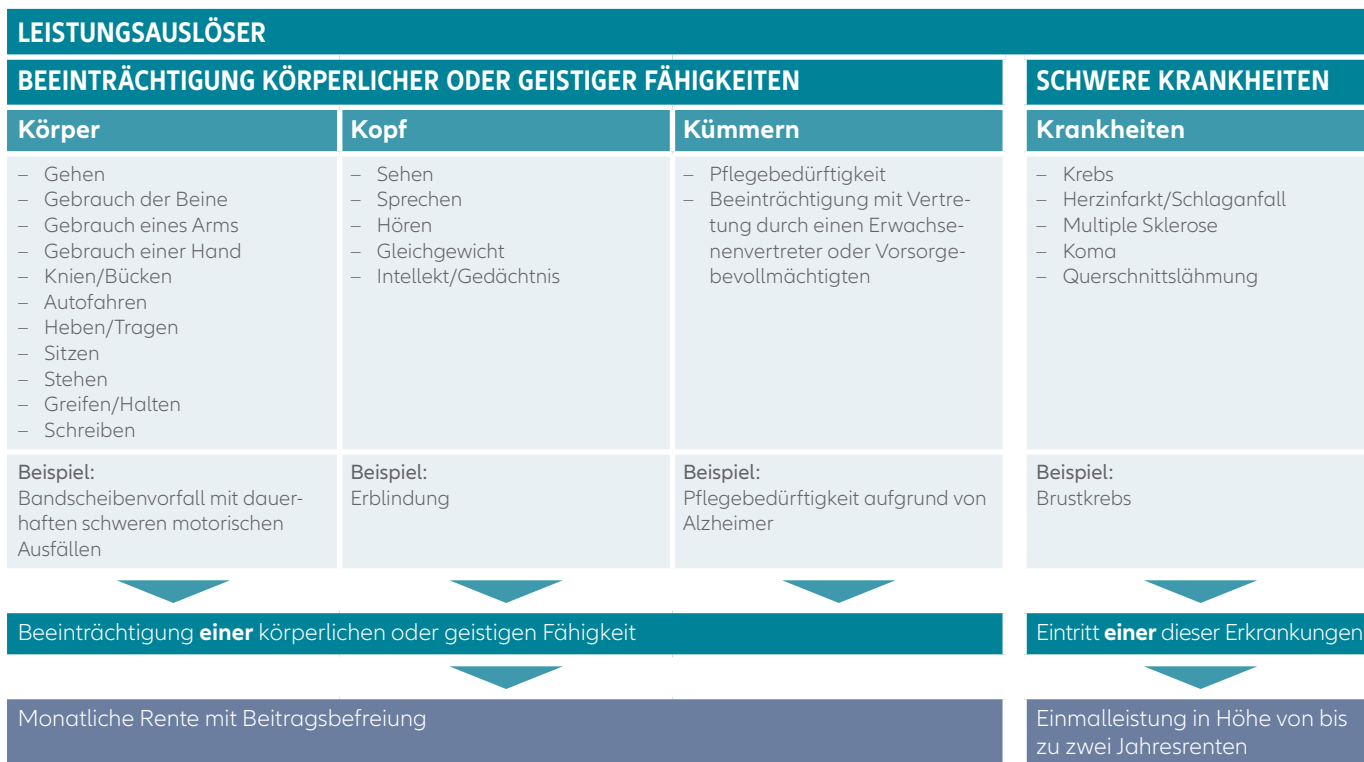 LEISTUNGSAUSLÖSER
BEEINTRÄCHTIGUNG KÖRPERLICHER ODER GEISTIGER FÄHIGKEITEN
Körper
– Gehen
– Gebrauch der Beine
– Gebrauch eines Arms
– Gebrauch einer Hand
– Knien/Bücken
– Autofahren
– Heben/Tragen
– Sitzen
– Stehen
– Greifen/Halten
– Schreiben
Beispiel:
Bandscheibenvorfall mit dauer-
haften schweren motorischen
Ausfällen
Kopf
– Sehen
– Sprechen
– Hören
– Gleichgewicht
– Intellekt/Gedächtnis
Beispiel:
Erblindung
Kümmern
– Pflegebedürftigkeit
– Beeinträchtigung mit Vertre-
tung durch einen Erwachse-
nenvertreter oder Vorsorge-
bevollmächtigten
Beispiel:
Pflegebedürftigkeit aufgrund von
Alzheimer
Beeinträchtigung einer körperlichen oder geistigen Fähigkeit
Monatliche Rente mit Beitragsbefreiung
SCHWERE KRANKHEITEN
Krankheiten
– Krebs
– Herzinfarkt/Schlaganfall
– Multiple Sklerose
– Koma
– Querschnittslähmung
Beispiel:
Brustkrebs
Eintritt einer dieser Erkrankungen
Einmalleistung in Höhe von bis
zu zwei Jahresrenten